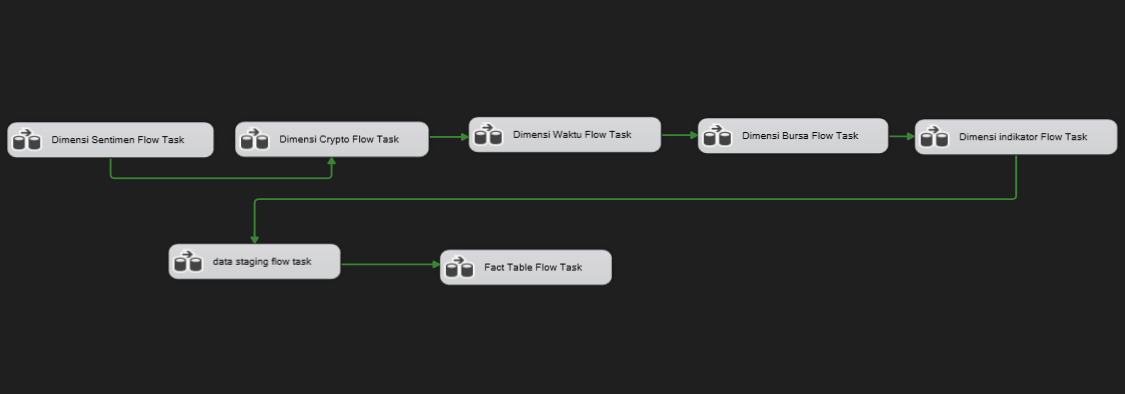 Dimensi Sentimen Flow Task
Dimensi Crypto Flow Task
Dimensi Waktu Flow Task
Dimensi Bursa Flow Task
Dimensi indikator Flow Task
data staging flow task
Fact Table Flow Task